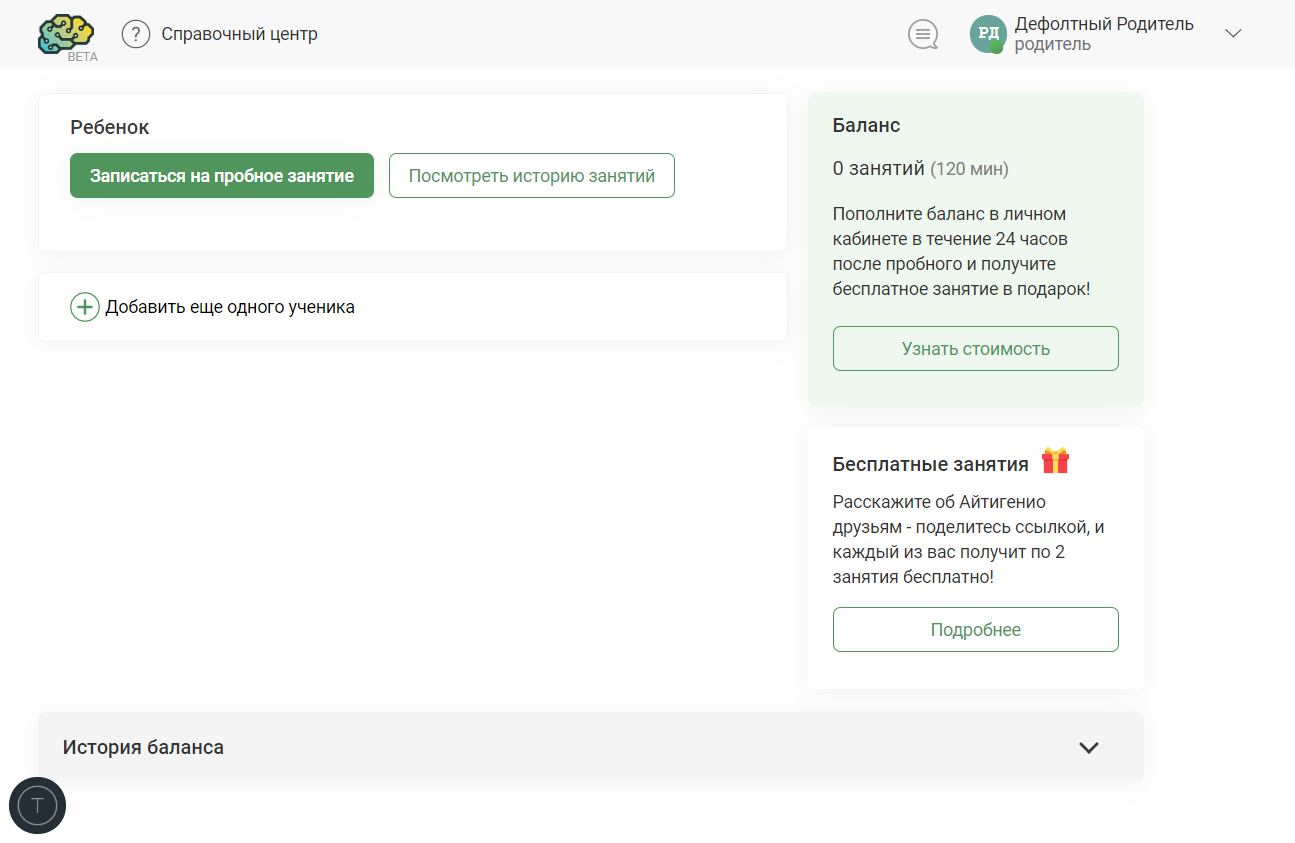 BETA
?
Справочный центр
РД
Дефолтный Родитель
родитель
Ребенок
Записаться на пробное занятие
Посмотреть историю занятий
Добавить еще одного ученика
Баланс
0 занятий (120 мин)
Пополните баланс в личном
кабинете в течение 24 часов
после пробного и получите
бесплатное занятие в подарок!
Узнать стоимость
Бесплатные занятия
Расскажите об Айтигенио
друзьям - поделитесь ссылкой, и
каждый из вас получит по 2
занятия бесплатно!
Подробнее
История баланса
T